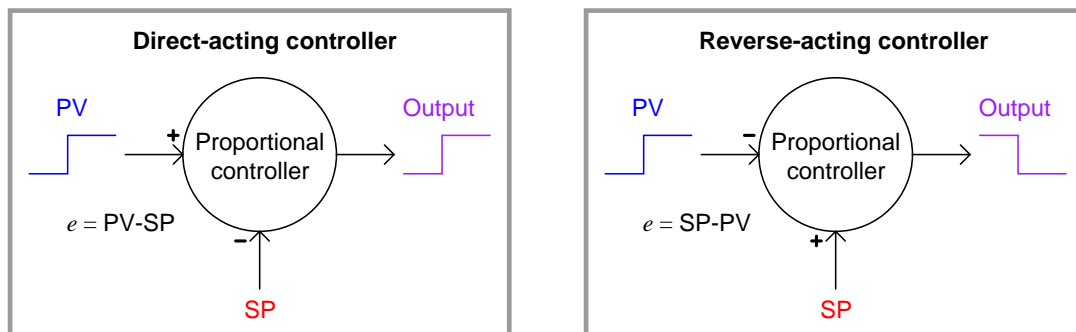 Direct-acting controller
PV
Output
+
Proportional
controller
e = PV-SP
–
SP
Reverse-acting controller
PV
Output
–
Proportional
controller
e = SP-PV
+
SP